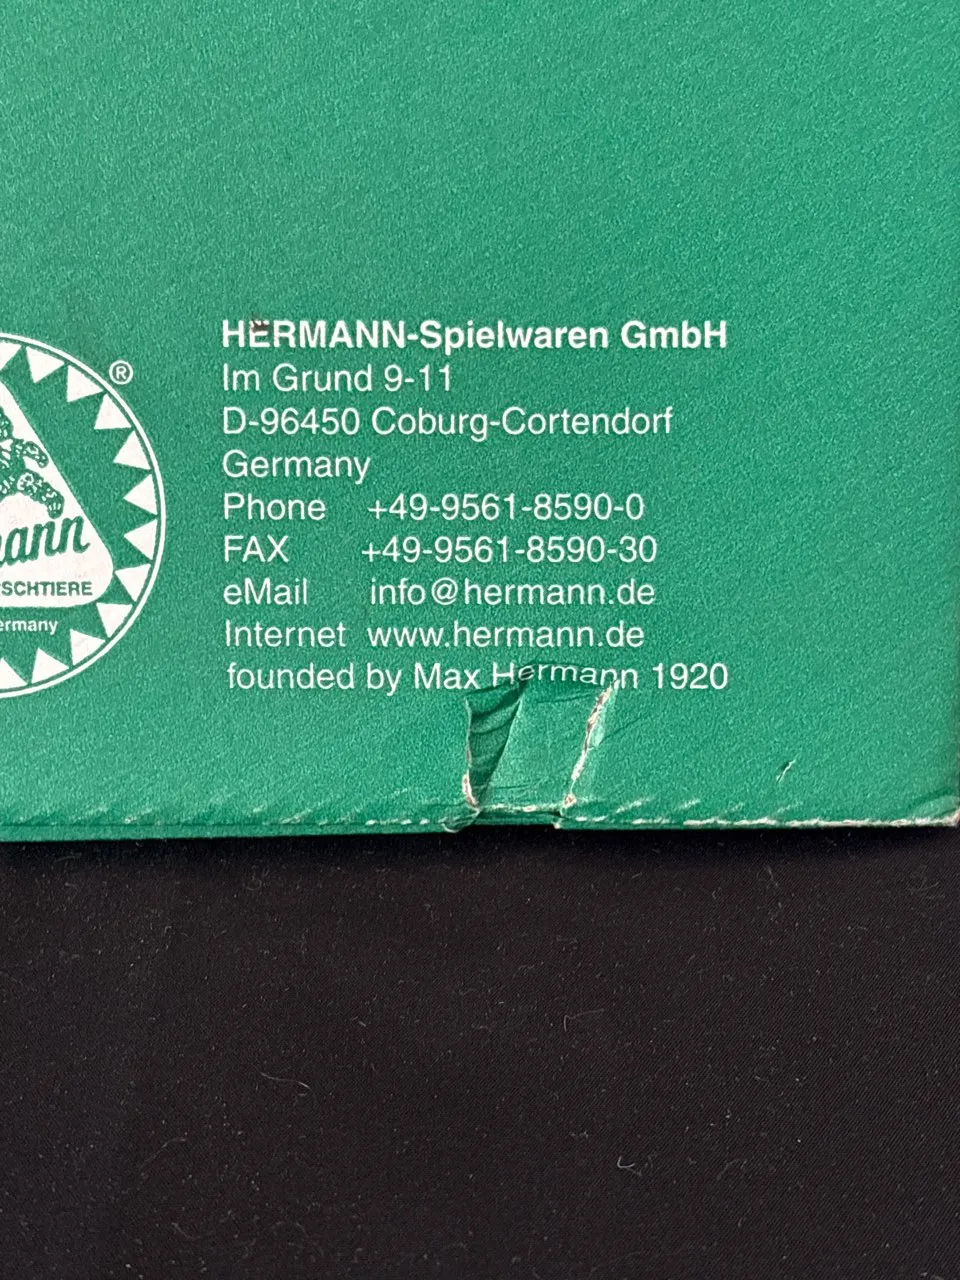 HERMANN-Spielwaren GmbH
Im Grund 9-11
D-96450 Coburg-Cortendorf
Germany
Phone +49-9561-8590-0
FAX +49-9561-8590-30
eMail info@hermann.de
Internet www.hermann.de
founded by Max Hermann 1920
®